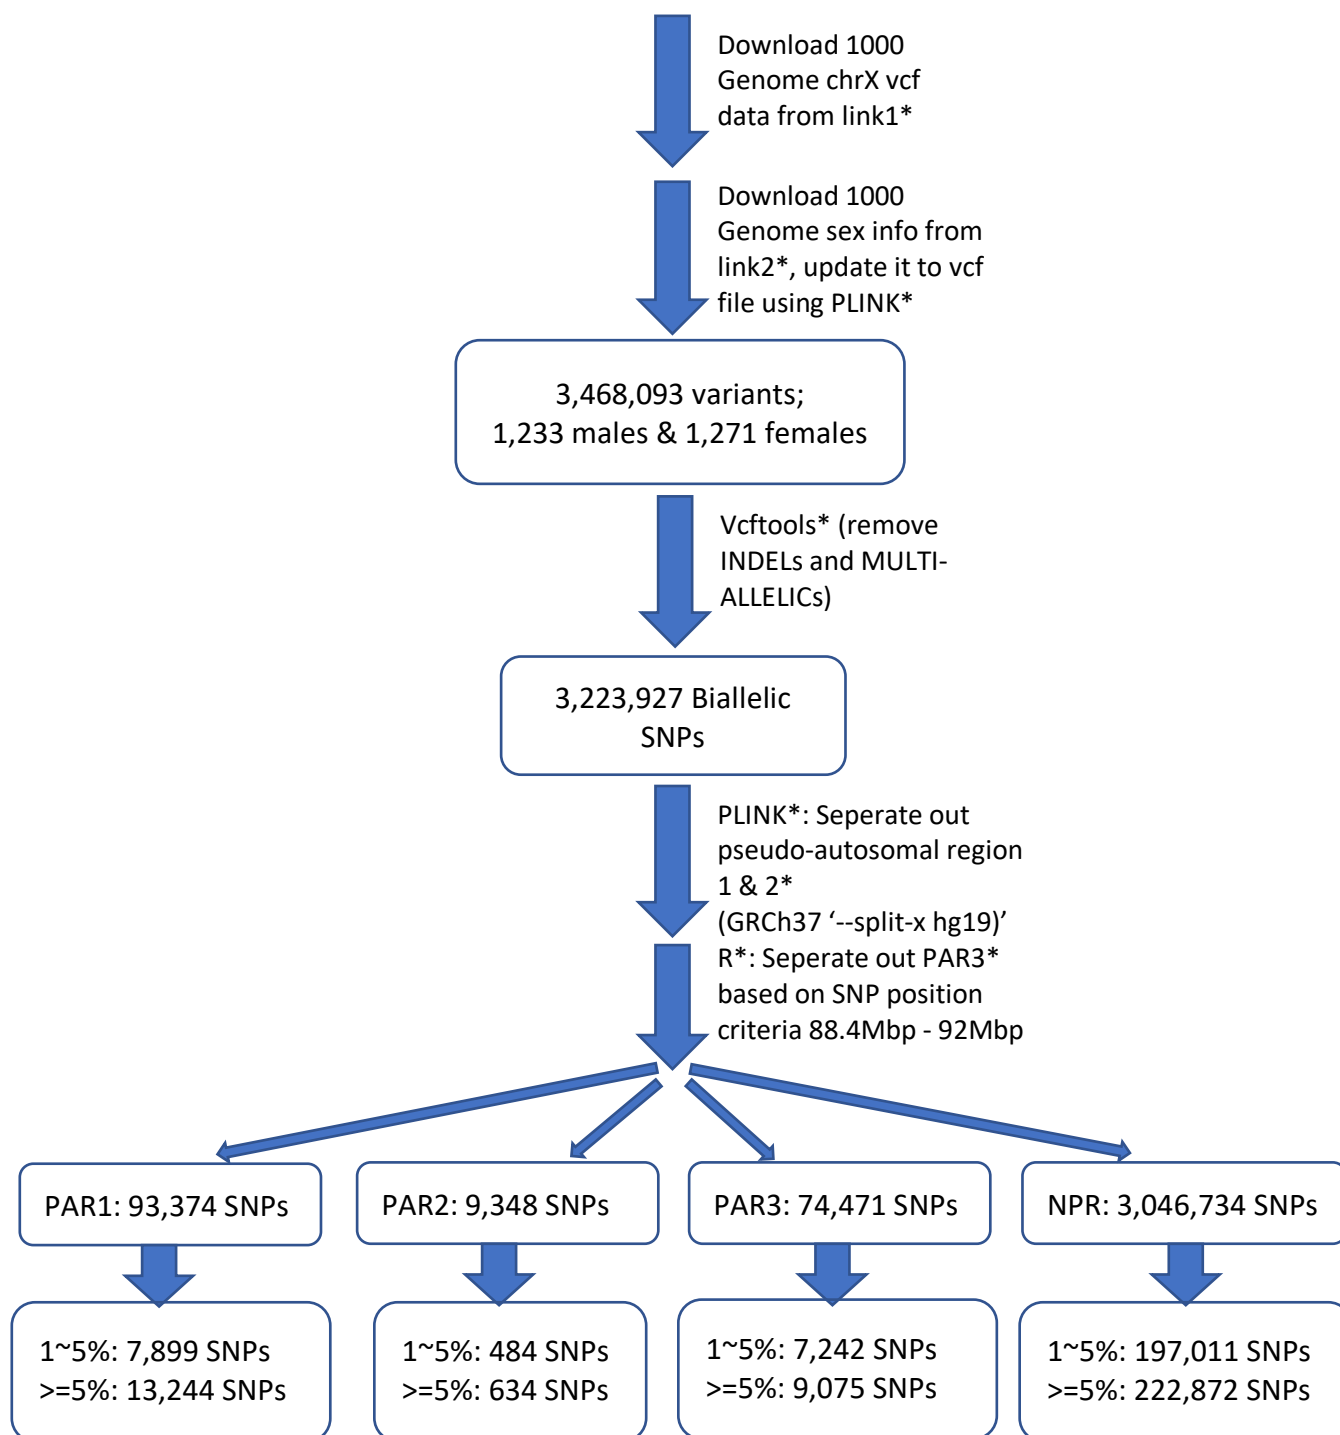 Download 1000
Genome chrX vcf
data from link1*
Download 1000
Genome sex info from
link2*, update it to vcf
file using PLINK*
3,468,093 variants;
1,233 males & 1,271 females
Vcftools* (remove
INDELs and MULTI-
ALLELICs)
3,223,927 Biallelic
SNPs
PLINK*: Seperate out
pseudo-autosomal region
1 & 2*
(GRCh37 ‘--split-x hg19)’
R*: Seperate out PAR3*
based on SNP position
criteria 88.4Mbp - 92Mbp
PAR1: 93,374 SNPs
PAR2: 9,348 SNPs
PAR3: 74,471 SNPs
NPR: 3,046,734 SNPs
1~5%: 7,899 SNPs
>=5%: 13,244 SNPs
1~5%: 484 SNPs
>=5%: 634 SNPs
1~5%: 7,242 SNPs
>=5%: 9,075 SNPs
1~5%: 197,011 SNPs
>=5%: 222,872 SNPs